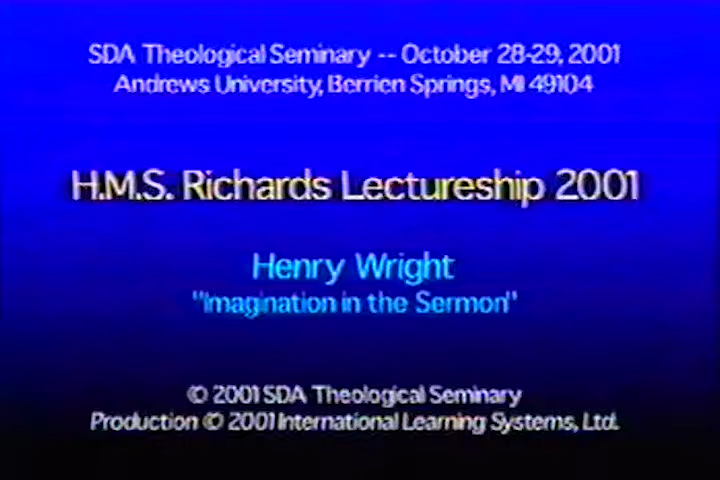 SDA Theological Seminary -- October 28-29, 2001
Andrews University, Berrien Springs, MI 49104
H.M.S. Richards Lectureship 2001
Henry Wright
"Imagination in the Sermon"
© 2001 SDA Theological Seminary
Production © 2001 International Learning Systems, Ltd.